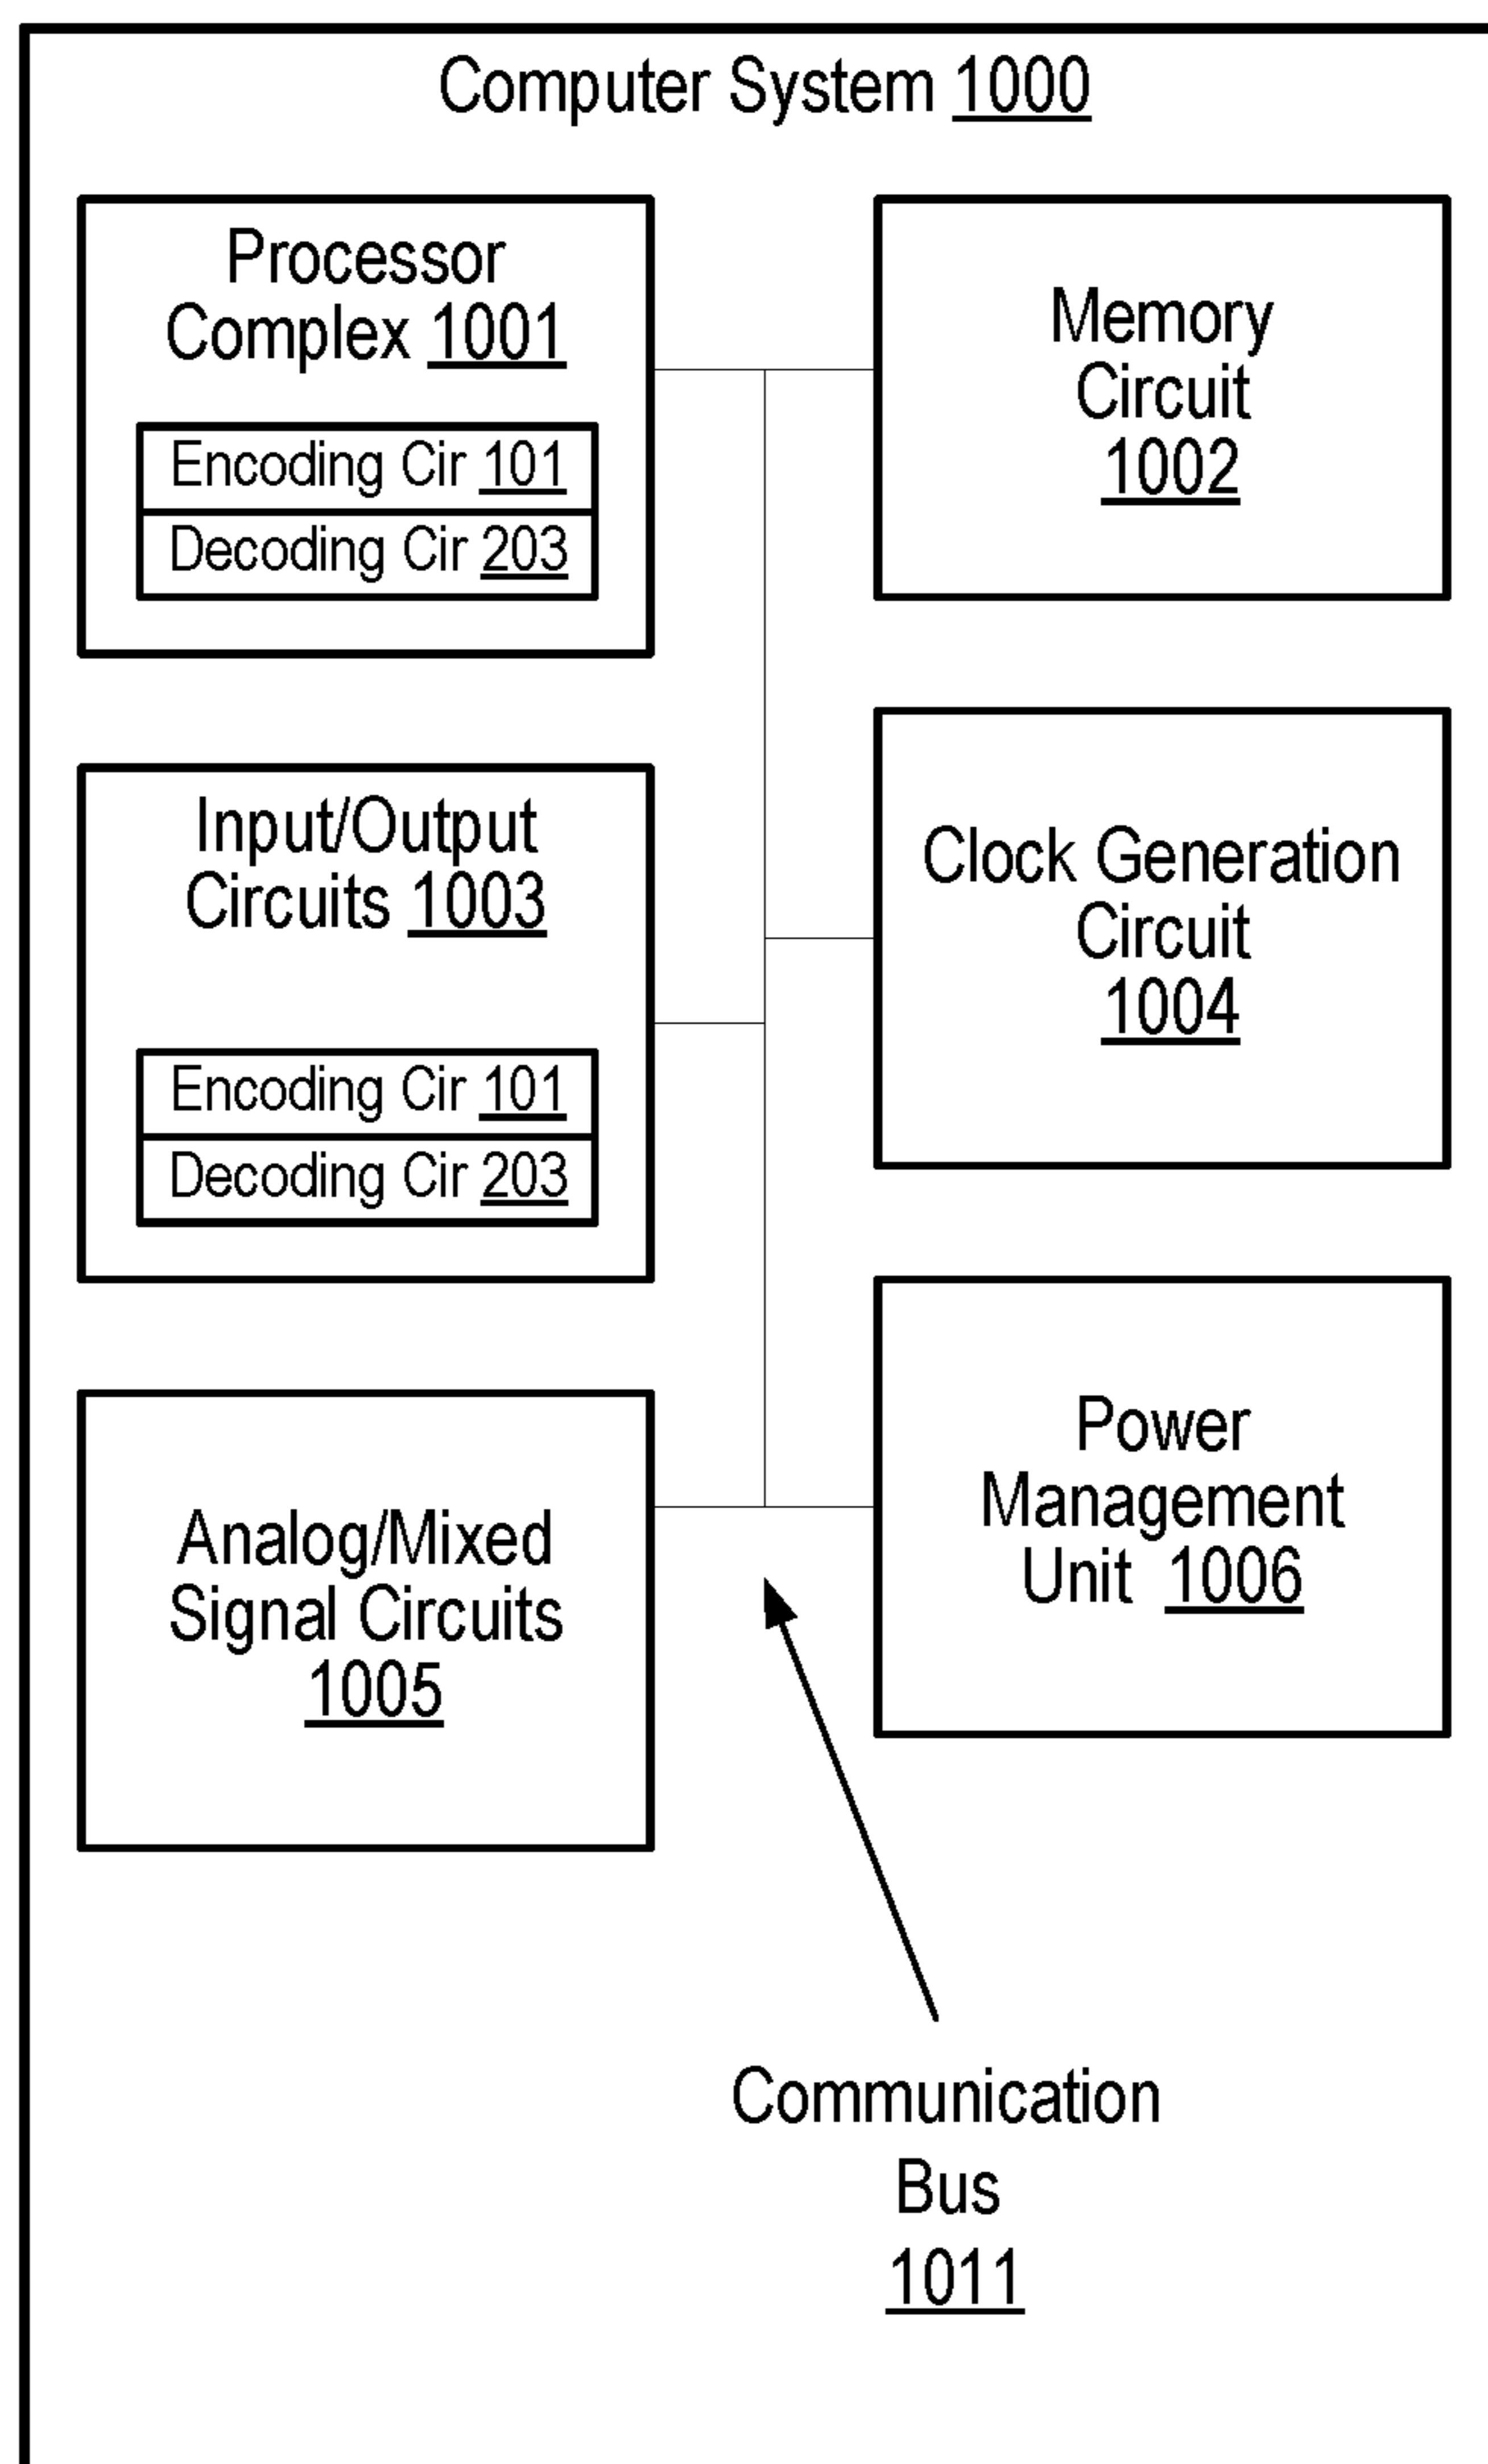 Computer System 1000
Processor
Complex 1001
Encoding Cir 101
Decoding Cir 203
Memory
Circuit
1002
Input/Output
Circuits 1003
Encoding Cir 101
Decoding Cir 203
Clock Generation
Circuit
1004
Analog/Mixed
Signal Circuits
1005
Power
Management
Unit 1006
Communication
Bus
1011